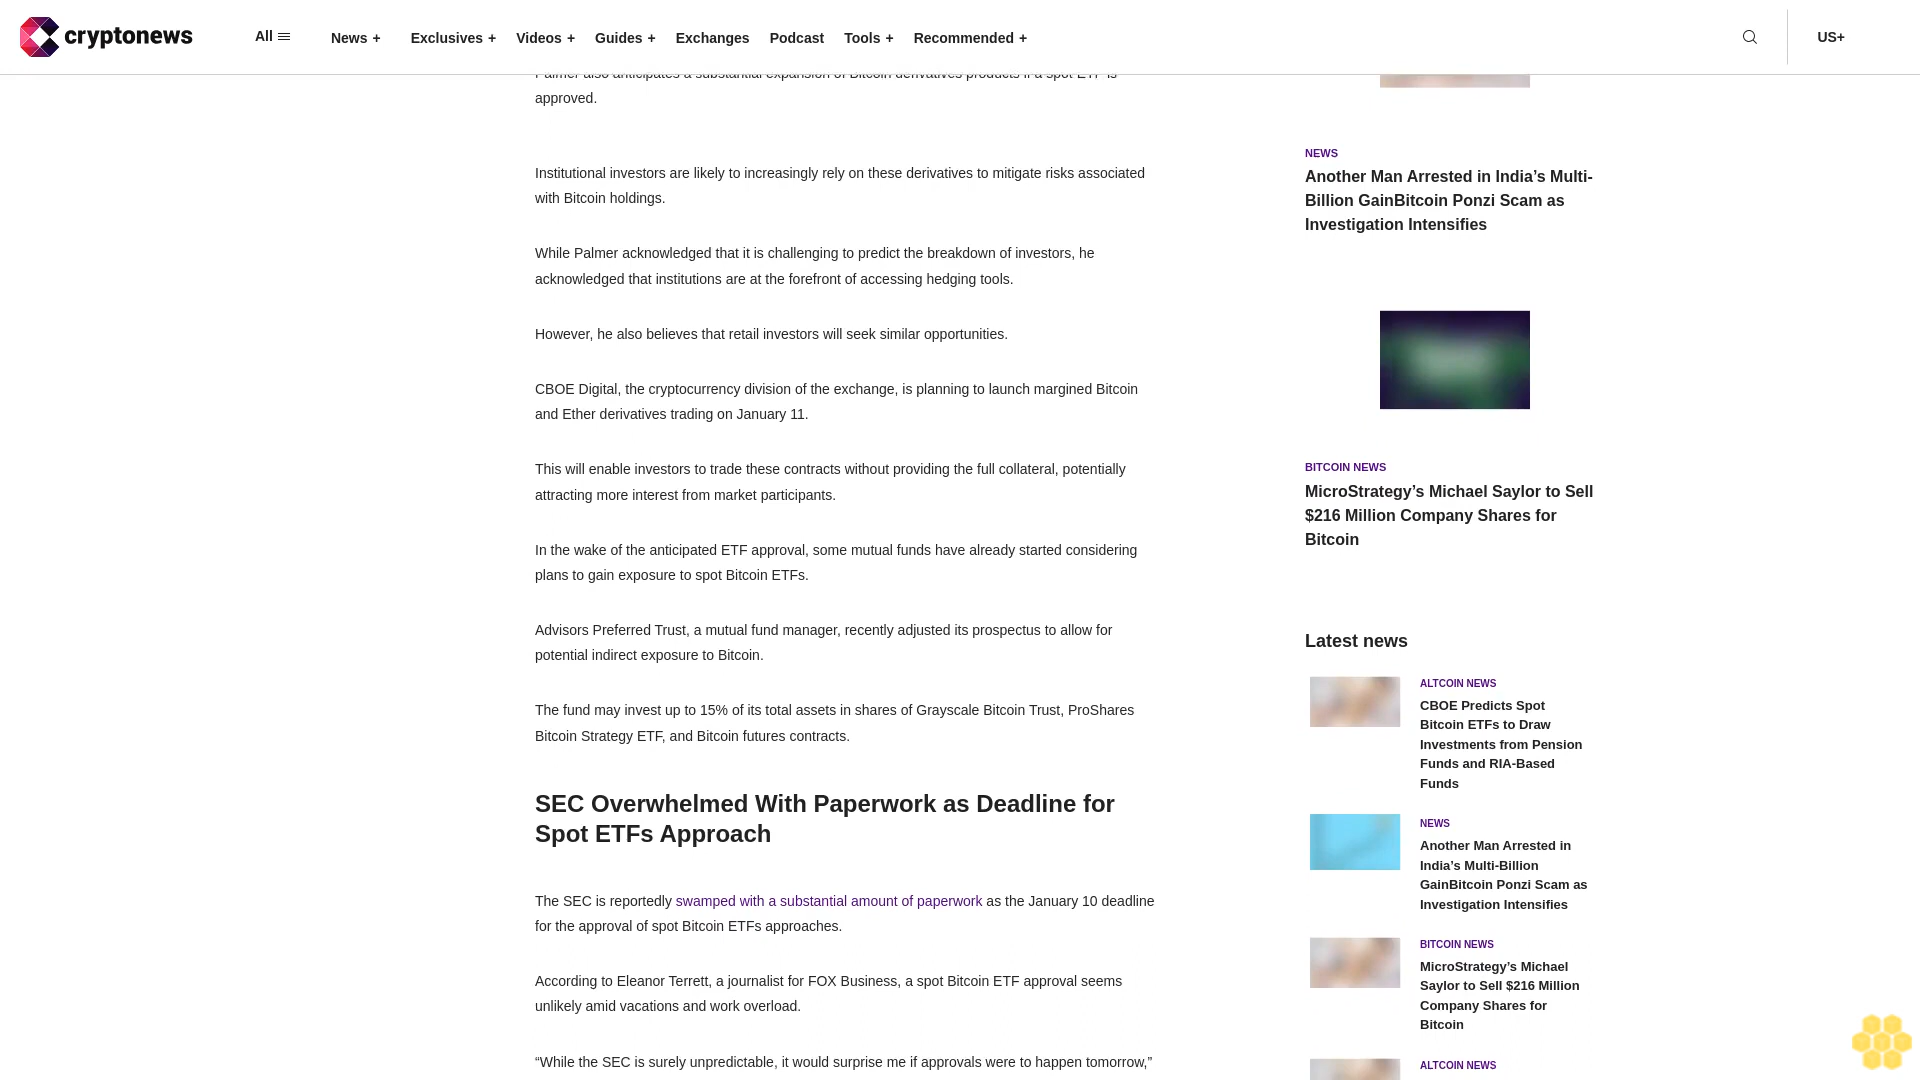 cryptonews
All
News +
Exclusives +
Videos +
Guides +
Exchanges
Podcast
Tools +
Recommended +
US+
Palmer also anticipates a substantial expansion of Bitcoin derivatives products if a spot ETF is
approved.
Institutional investors are likely to increasingly rely on these derivatives to mitigate risks associated
with Bitcoin holdings.
While Palmer acknowledged that it is challenging to predict the breakdown of investors, he
acknowledged that institutions are at the forefront of accessing hedging tools.
However, he also believes that retail investors will seek similar opportunities.
CBOE Digital, the cryptocurrency division of the exchange, is planning to launch margined Bitcoin
and Ether derivatives trading on January 11.
This will enable investors to trade these contracts without providing the full collateral, potentially
attracting more interest from market participants.
In the wake of the anticipated ETF approval, some mutual funds have already started considering
plans to gain exposure to spot Bitcoin ETFs.
Advisors Preferred Trust, a mutual fund manager, recently adjusted its prospectus to allow for
potential indirect exposure to Bitcoin.
The fund may invest up to 15% of its total assets in shares of Grayscale Bitcoin Trust, ProShares
Bitcoin Strategy ETF, and Bitcoin futures contracts.
SEC Overwhelmed With Paperwork as Deadline for
Spot ETFs Approach
The SEC is reportedly swamped with a substantial amount of paperwork as the January 10 deadline
for the approval of spot Bitcoin ETFs approaches.
According to Eleanor Terrett, a journalist for FOX Business, a spot Bitcoin ETF approval seems
unlikely amid vacations and work overload.
“While the SEC is surely unpredictable, it would surprise me if approvals were to happen tomorrow,”
NEWS
Another Man Arrested in India’s Multi-
Billion GainBitcoin Ponzi Scam as
Investigation Intensifies
BITCOIN NEWS
MicroStrategy’s Michael Saylor to Sell
$216 Million Company Shares for
Bitcoin
Latest news
ALTCOIN NEWS
CBOE Predicts Spot
Bitcoin ETFs to Draw
Investments from Pension
Funds and RIA-Based
Funds
NEWS
Another Man Arrested in
India’s Multi-Billion
GainBitcoin Ponzi Scam as
Investigation Intensifies
BITCOIN NEWS
MicroStrategy’s Michael
Saylor to Sell $216 Million
Company Shares for
Bitcoin
ALTCOIN NEWS